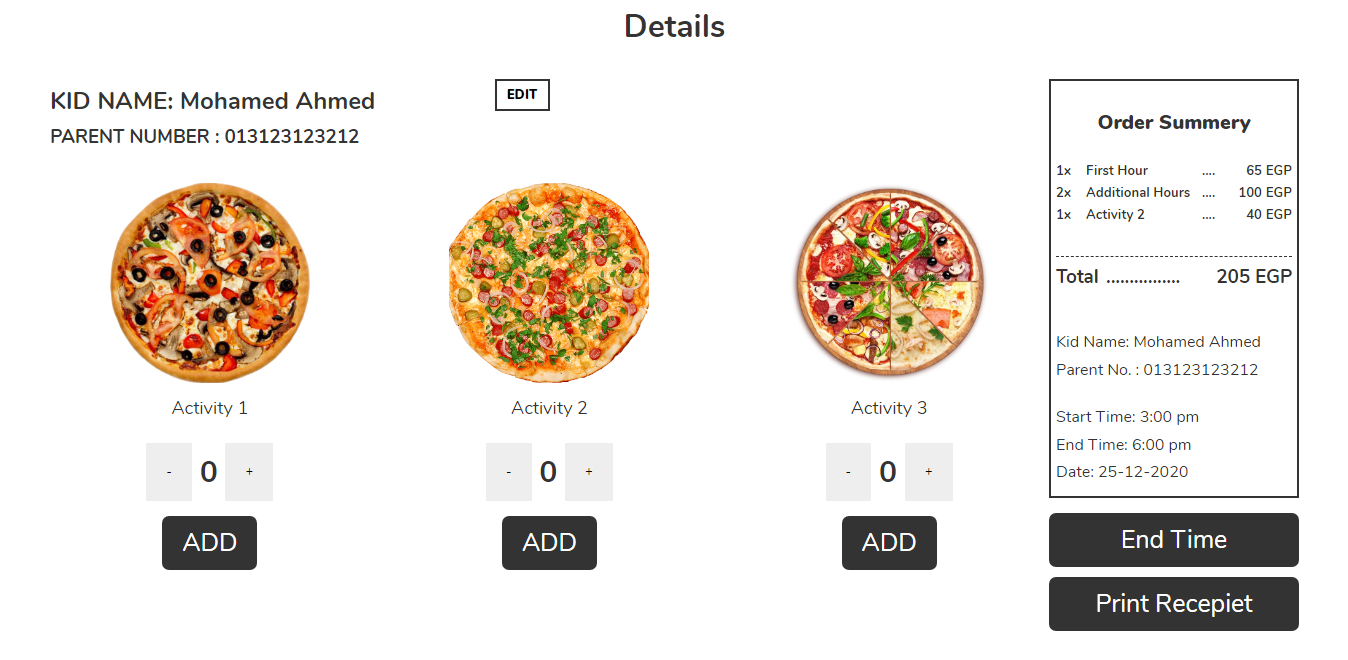 Details
KID NAME: Mohamed Ahmed
EDIT
PARENT NUMBER : 013123123212
Activity 1
- 0 +
ADD
Activity 2
- 0 +
ADD
Activity 3
- 0 +
ADD
Order Summery
1x First Hour .... 65 EGP
2x Additional Hours .... 100 EGP
1x Activity 2 .... 40 EGP
Total ............... 205 EGP
Kid Name: Mohamed Ahmed
Parent No. : 013123123212
Start Time: 3:00 pm
End Time: 6:00 pm
Date: 25-12-2020
End Time
Print Recepiet